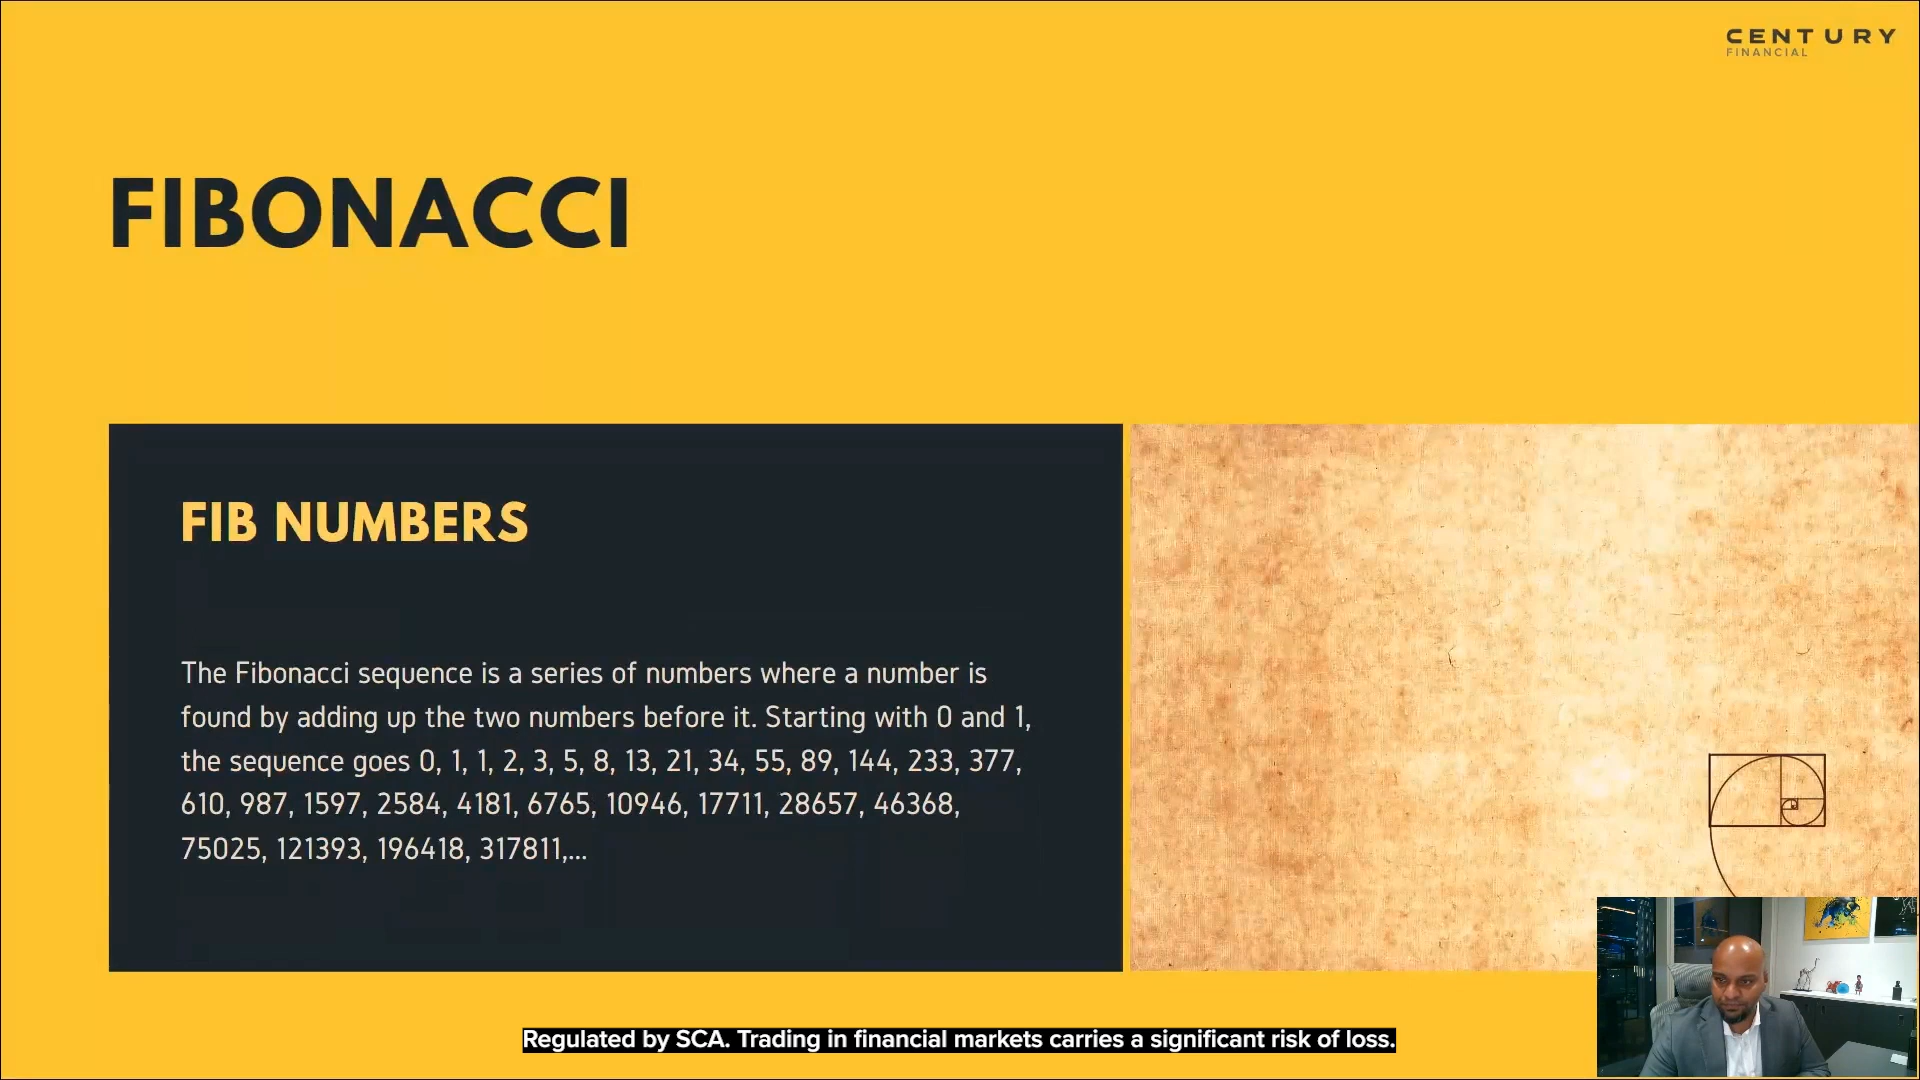 CENTURY
FINANCIAL
FIBONACCI
FIB NUMBERS
The Fibonacci sequence is a series of numbers where a number is
found by adding up the two numbers before it. Starting with 0 and 1,
the sequence goes 0, 1, 1, 2, 3, 5, 8, 13, 21, 34, 55, 89, 144, 233, 377,
610, 987, 1597, 2584, 4181, 6765, 10946, 17711, 28657, 46368,
75025, 121393, 196418, 317811,...
Regulated by SCA. Trading in financial markets carries a significant risk of loss.